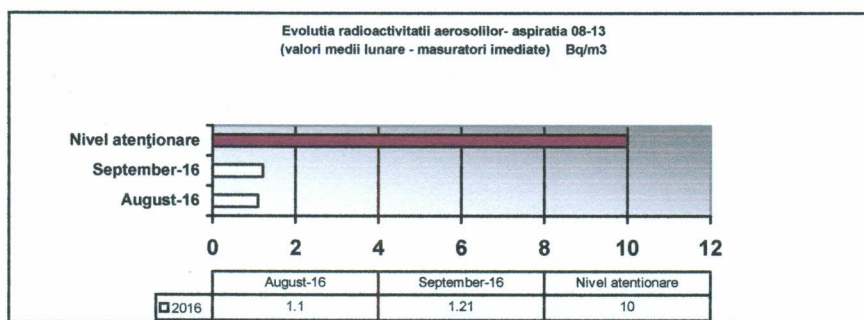 Evolutia radioactivitatii aerosolilor- aspiratia 08-13
(valori medii lunare - masuratori imediate) Bq/m3
Nivel atenţionare
September-16
August-16
0 2 4 6 8 10 12
August-16 September-16 Nivel atentionare
2016 1.1 1.21 10